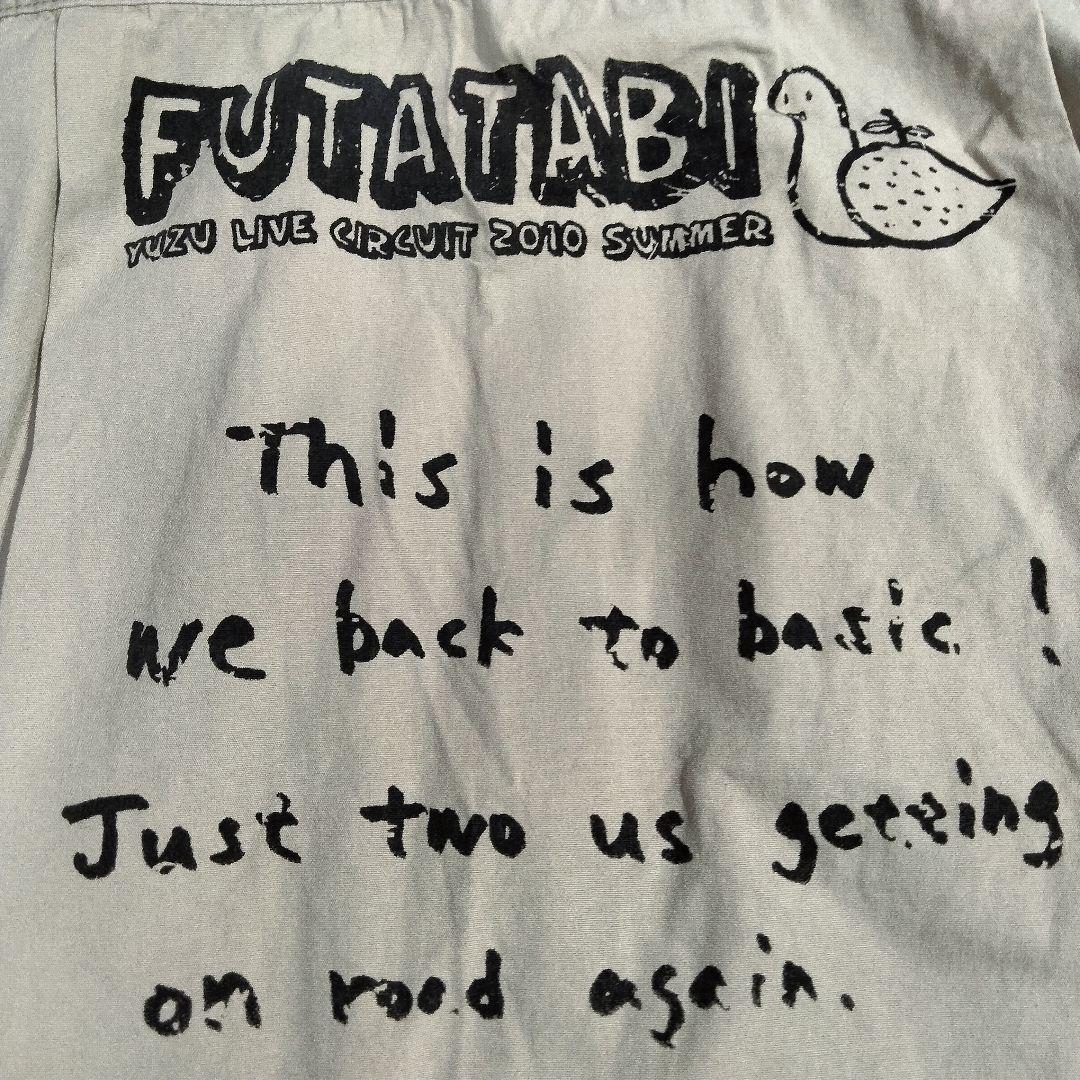 FUTATABI
YUZU LIVE CIRCUIT 2010 SUMMER
This is how
we back to basic !
Just two us getting
on road again.